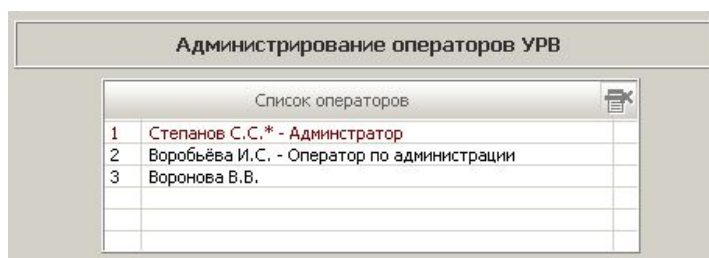 Администрирование операторов УРВ
Список операторов
1 Степанов С.С.* - Админстратор
2 Воробьёва И.С. - Оператор по администрации
3 Воронова В.В.